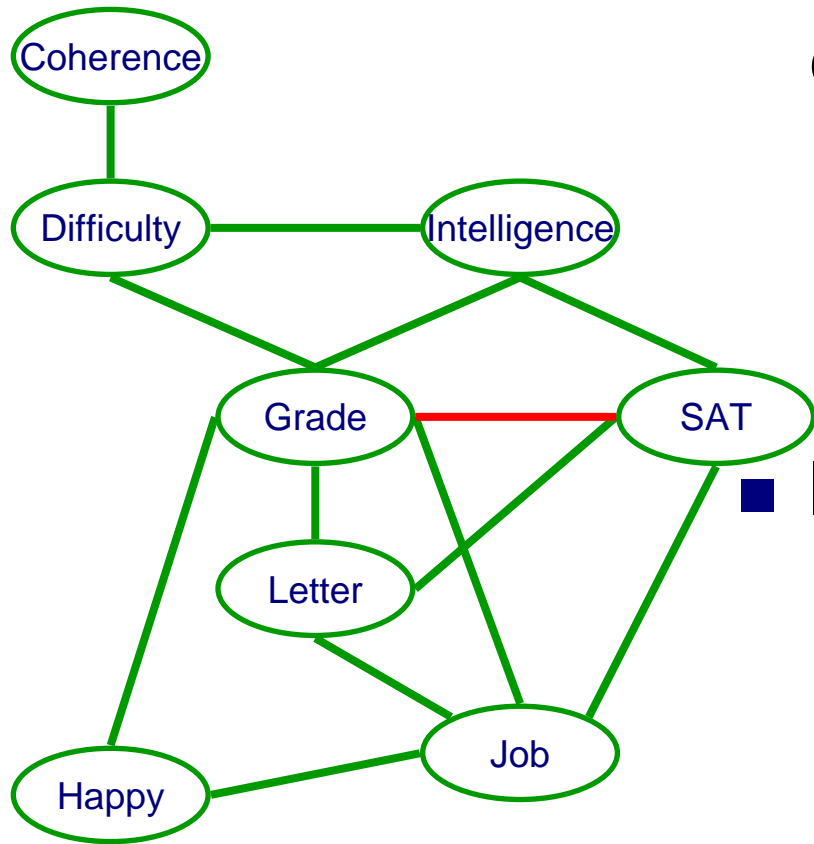 Coherence
Difficulty
Intelligence
Grade
SAT
Letter
Job
Happy